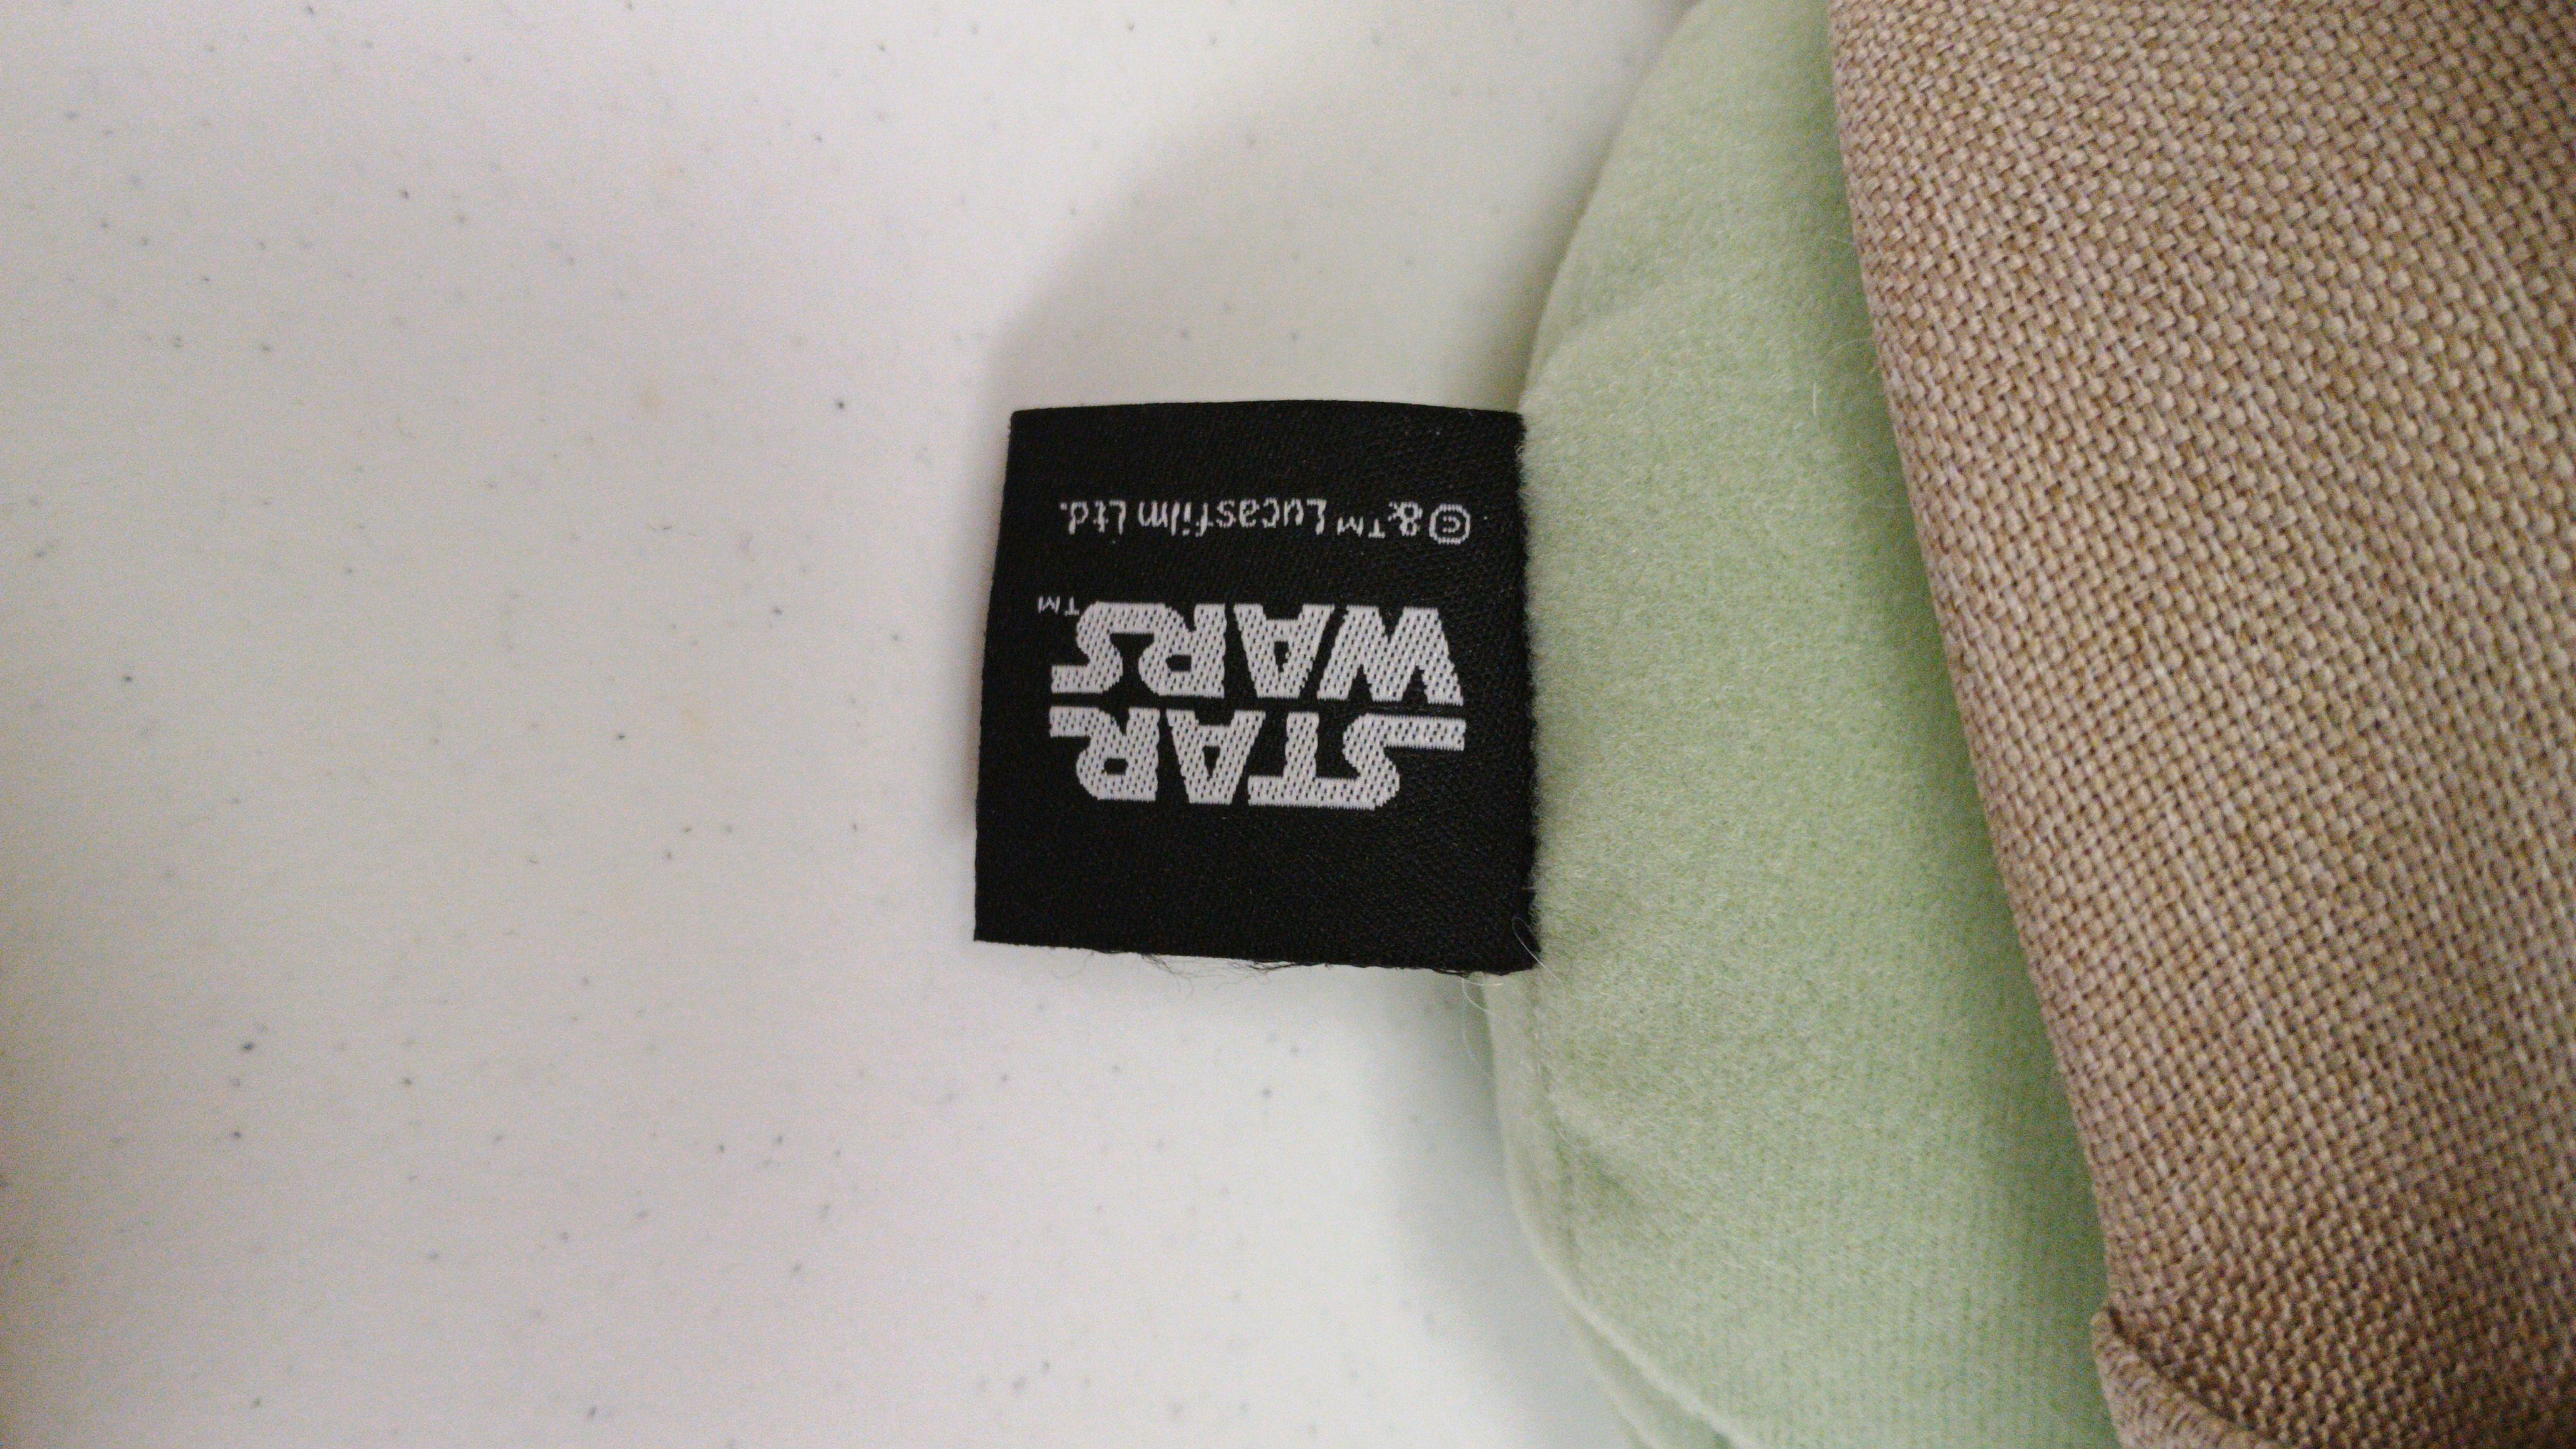 STAR
WARS™
©&™ Lucasfilm Ltd.